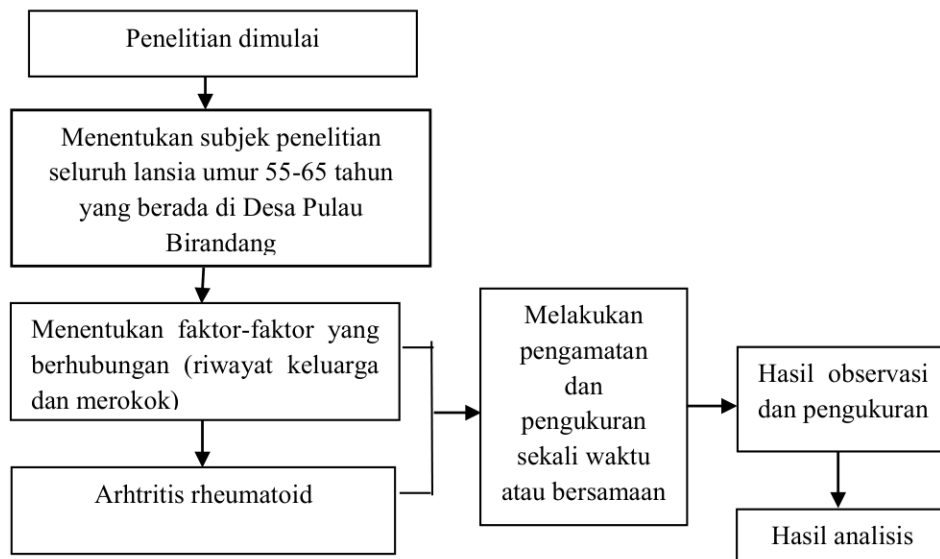 Penelitian dimulai
Menentukan subjek penelitian
seluruh lansia umur 55-65 tahun
yang berada di Desa Pulau
Birandang
Menentukan faktor-faktor yang
berhubungan (riwayat keluarga
dan merokok)
Arhtritis rheumatoid
Melakukan
pengamatan
dan
pengukuran
sekali waktu
atau bersamaan
Hasil observasi
dan pengukuran
Hasil analisis